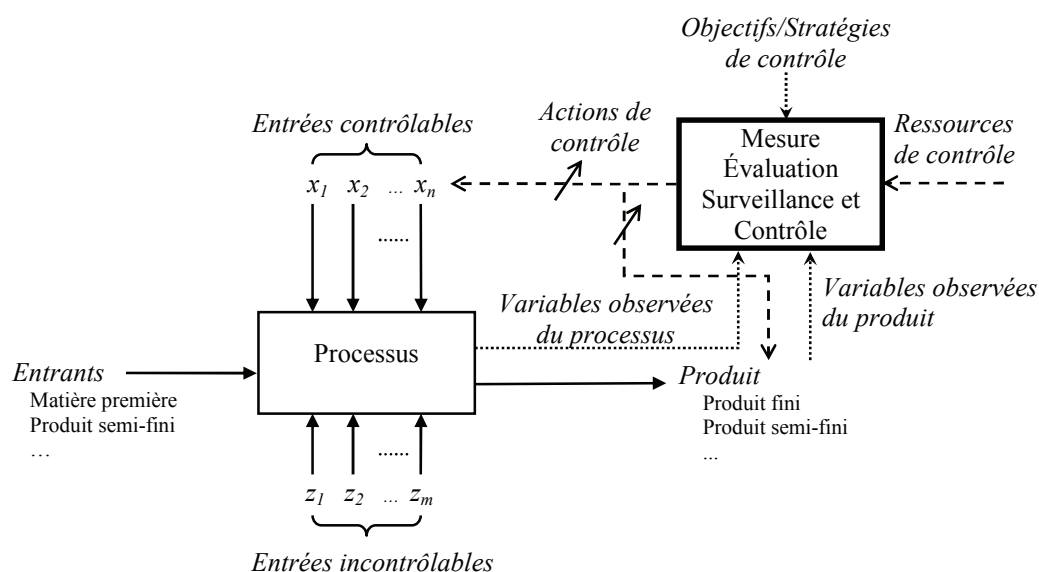 Objectifs/Stratégies
de contrôle
Entrées contrôlables
Actions de
contrôle
Mesure
Évaluation
Surveillance et
Contrôle
Ressources
de contrôle
x1 x2 ... xn
......
Variables observées
du processus
Variables observées
du produit
Processus
Entrants
Matière première
Produit semi-fini
…
Produit
Produit fini
Produit semi-fini
...
......
z1 z2 ... zm
Entrées incontrôlables